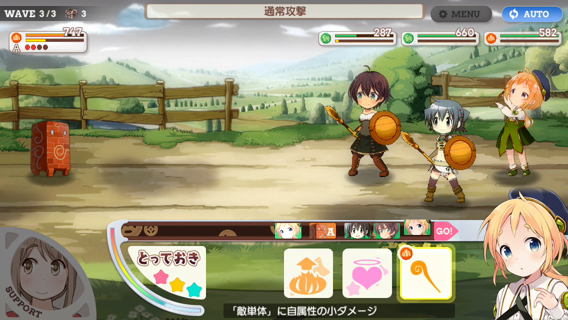 WAVE 3/3 3
通常攻撃
MENU
AUTO
747
A
287
660
582
A
GO!
とっておき
SUPPORT
「敵単体」に自属性の小ダメージ